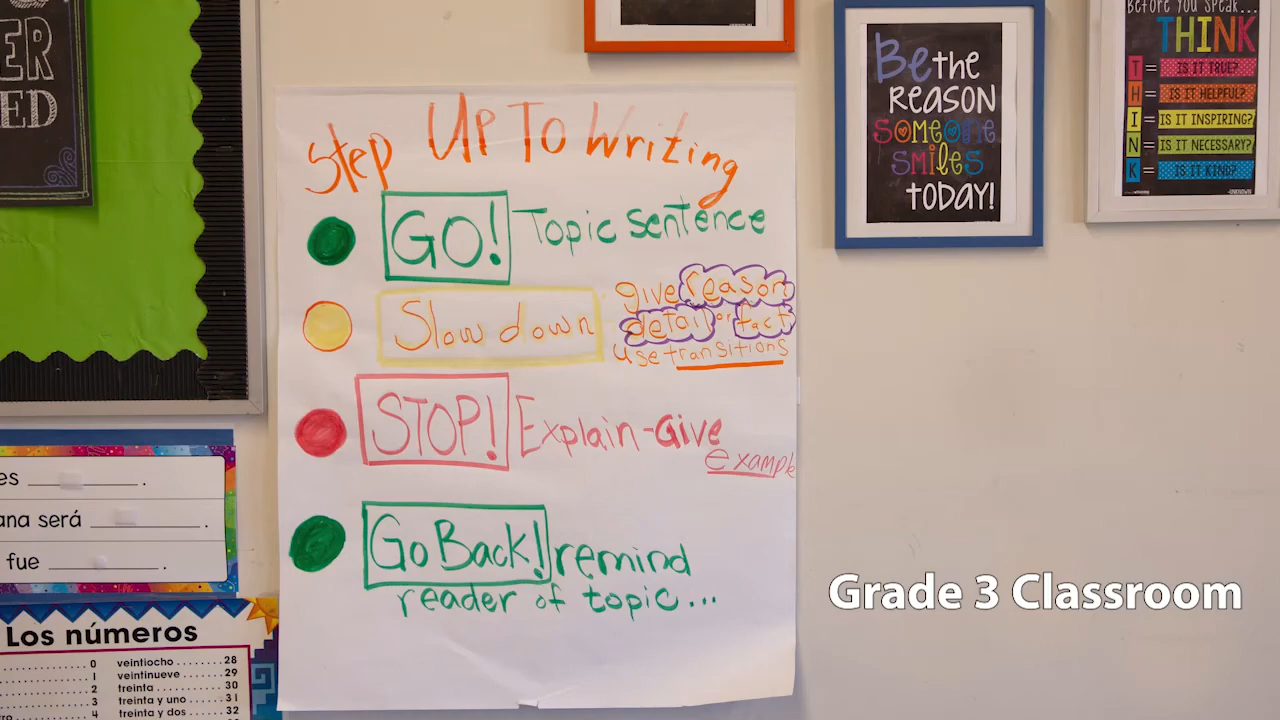 ER
ED
Step UP To Writing
GO! Topic sentence
Slow down
give reason
detail or fact
use transitions
STOP! Explain-Give
example
Go Back! remind
reader of topic...
Be the
REASON
SOMEONE
SMILES
TODAY!
Before you speak...
THINK
T = IS IT TRUE?
H = IS IT HELPFUL?
I = IS IT INSPIRING?
N = IS IT NECESSARY?
K = IS IT KIND?
-UNKNOWN
es ______ .
ana será ______ .
fue ______ .
Los números
0 veintiocho 28
1 veintinueve 29
2 treinta 30
3 treinta y uno 31
4 treinta y dos 32
Grade 3 Classroom